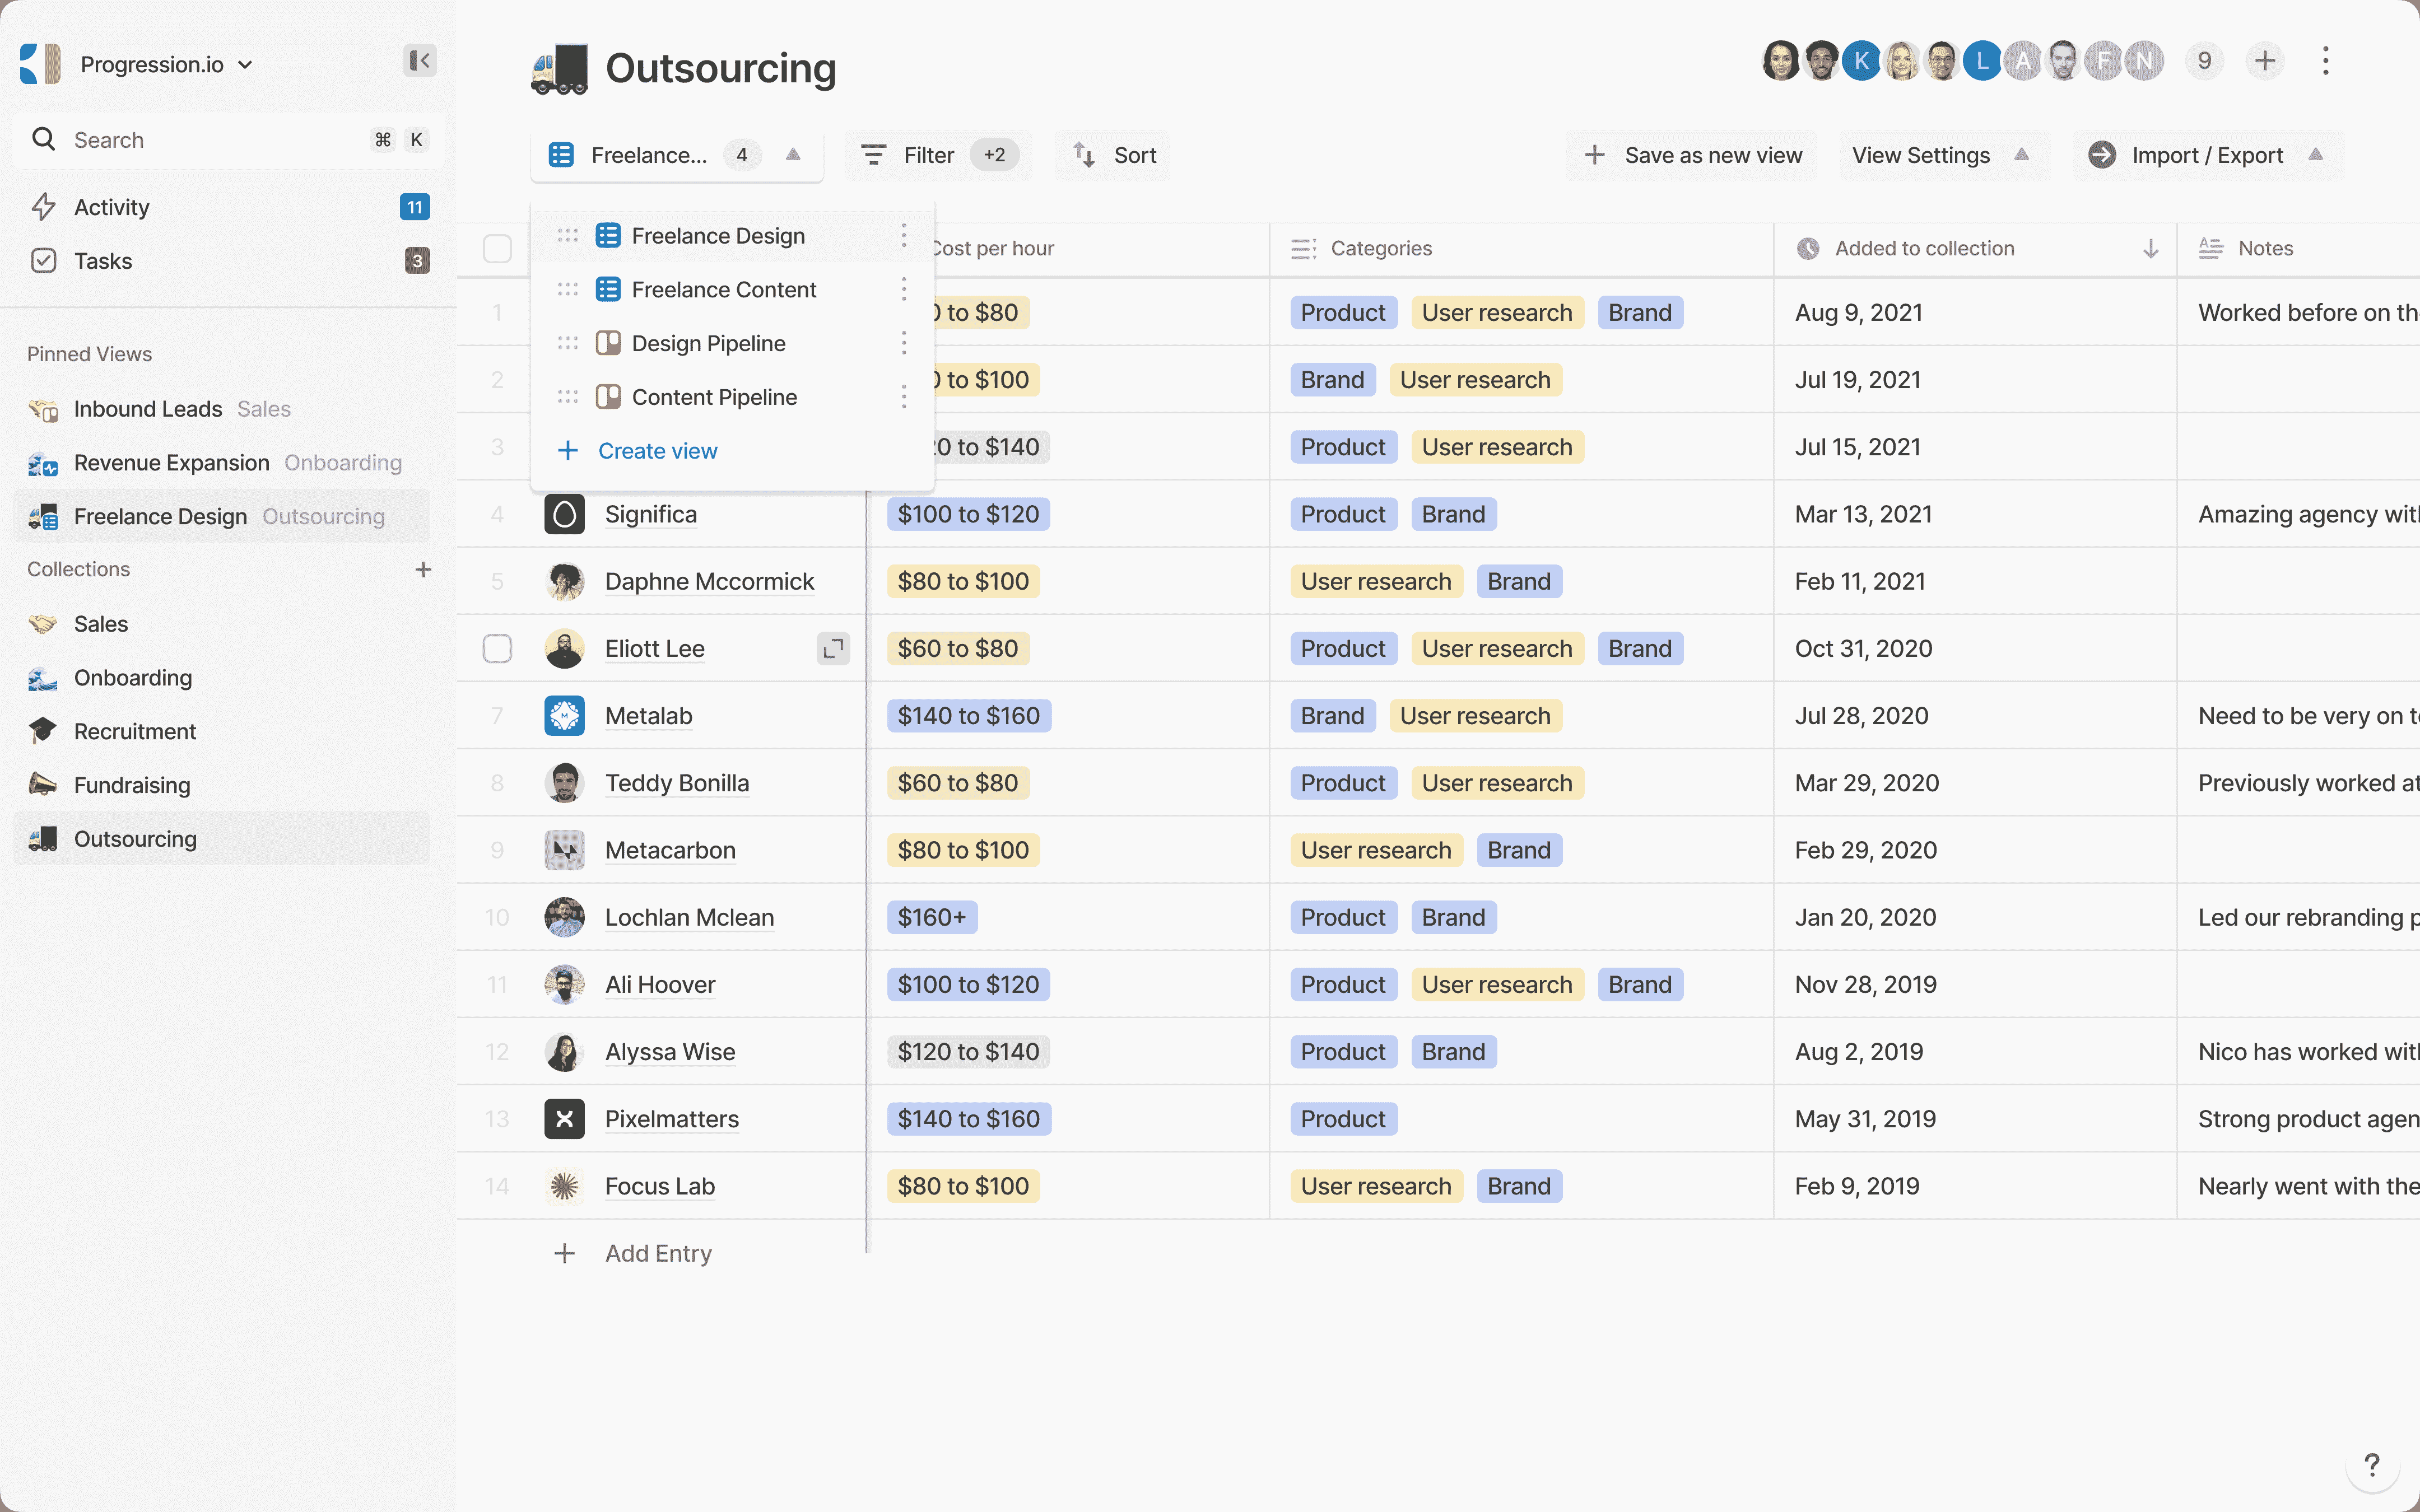 Progression.io
Search ⌘ K
Activity 11
Tasks 3
Pinned Views
Inbound Leads Sales
Revenue Expansion Onboarding
Freelance Design Outsourcing
Collections
Sales
Onboarding
Recruitment
Fundraising
Outsourcing
Outsourcing
K L A F N 9
Freelance... 4 Filter +2 Sort Save as new view View Settings Import / Export
Freelance Design
Freelance Content
Design Pipeline
Content Pipeline
Create view
Cost per hour Categories Added to collection Notes
1 to $80 Product User research Brand Aug 9, 2021 Worked before on
2 to $100 Brand User research Jul 19, 2021
3 to $140 Product User research Jul 15, 2021
4 Significa $100 to $120 Product Brand Mar 13, 2021 Amazing agency
5 Daphne Mccormick $80 to $100 User research Brand Feb 11, 2021
Eliott Lee $60 to $80 Product User research Brand Oct 31, 2020
7 Metalab $140 to $160 Brand User research Jul 28, 2020 Need to be very on
8 Teddy Bonilla $60 to $80 Product User research Mar 29, 2020 Previously worked
9 Metacarbon $80 to $100 User research Brand Feb 29, 2020
10 Lochlan Mclean $160+ Product Brand Jan 20, 2020 Led our rebranding
11 Ali Hoover $100 to $120 Product User research Brand Nov 28, 2019
12 Alyssa Wise $120 to $140 Product Brand Aug 2, 2019 Nico has worked
13 Pixelmatters $140 to $160 Product May 31, 2019 Strong product
14 Focus Lab $80 to $100 User research Brand Feb 9, 2019 Nearly went with the
Add Entry
?